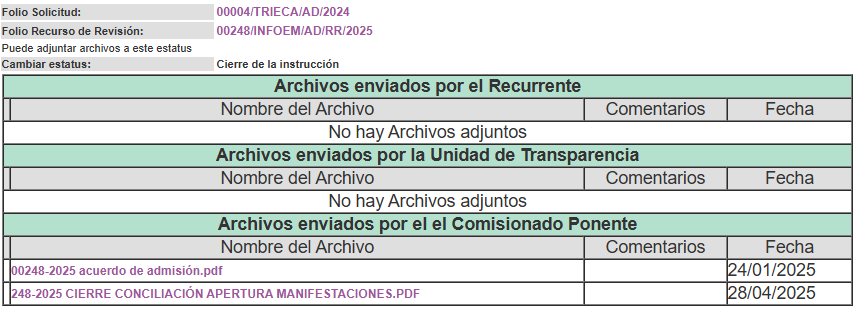 Folio Solicitud: 00004/TRIECA/AD/2024
Folio Recurso de Revisión: 00248/INFOEM/AD/RR/2025
Puede adjuntar archivos a este estatus
Cambiar estatus: Cierre de la instrucción
Archivos enviados por el Recurrente
Nombre del Archivo Comentarios Fecha
No hay Archivos adjuntos
Archivos enviados por la Unidad de Transparencia
Nombre del Archivo Comentarios Fecha
No hay Archivos adjuntos
Archivos enviados por el el Comisionado Ponente
Nombre del Archivo Comentarios Fecha
00248-2025 acuerdo de admisión.pdf 24/01/2025
248-2025 CIERRE CONCILIACIÓN APERTURA MANIFESTACIONES.PDF 28/04/2025